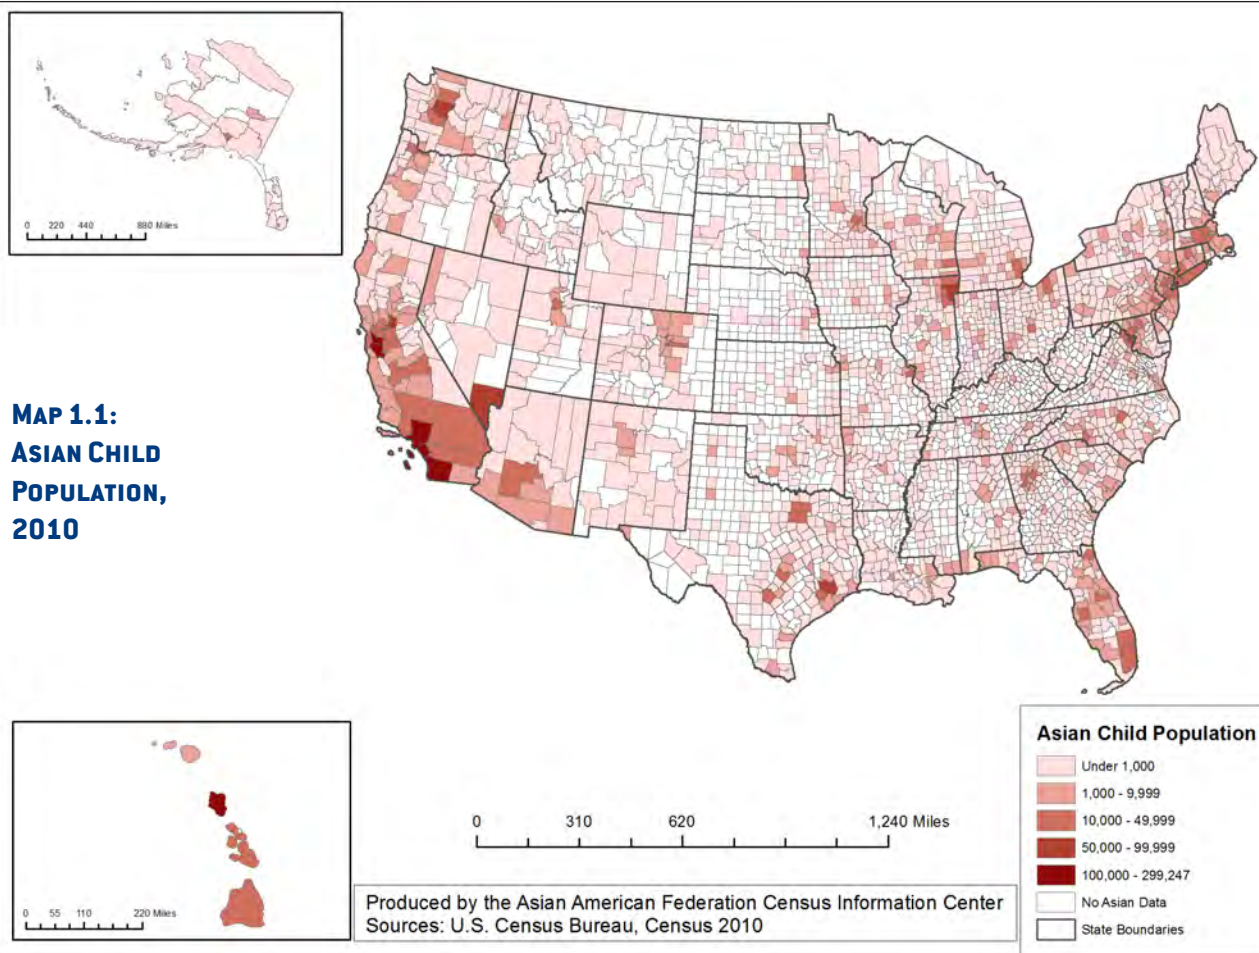 0 220 440 880 Miles
MAP 1.1:
ASIAN CHILD
POPULATION,
2010
0 55 110 220 Miles
0 310 620 1,240 Miles
Produced by the Asian American Federation Census Information Center
Sources: U.S. Census Bureau, Census 2010
Asian Child Population
Under 1,000
1,000 - 9,999
10,000 - 49,999
50,000 - 99,999
100,000 - 299,247
No Asian Data
State Boundaries